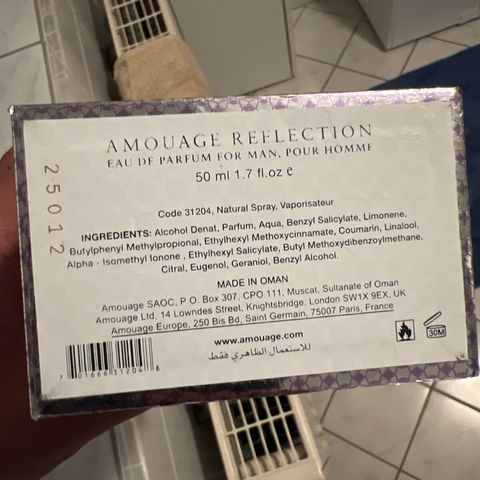 AMOUAGE REFLECTION
EAU DE PARFUM FOR MAN, POUR HOMME
50 ml 1.7 fl.oz e
25012
Code 31204, Natural Spray, Vaporisateur
INGREDIENTS: Alcohol Denat, Parfum, Aqua, Benzyl Salicylate, Limonene,
Butylphenyl Methylpropional, Ethylhexyl Methoxycinnamate, Coumarin, Linalool,
Alpha - Isomethyl Ionone , Ethylhexyl Salicylate, Butyl Methoxydibenzoylmethane,
Citral, Eugenol, Geraniol, Benzyl Alcohol.
MADE IN OMAN
Amouage SAOC, P.O. Box 307, CPO 111, Muscat, Sultanate of Oman
Amouage Ltd, 14 Lowndes Street, Knightsbridge, London SW1X 9EX, UK
Amouage Europe, 250 Bis Bd, Saint Germain, 75007 Paris, France
www.amouage.com
للاستعمال الظاهري فقط
30M
7 01666 31204 8